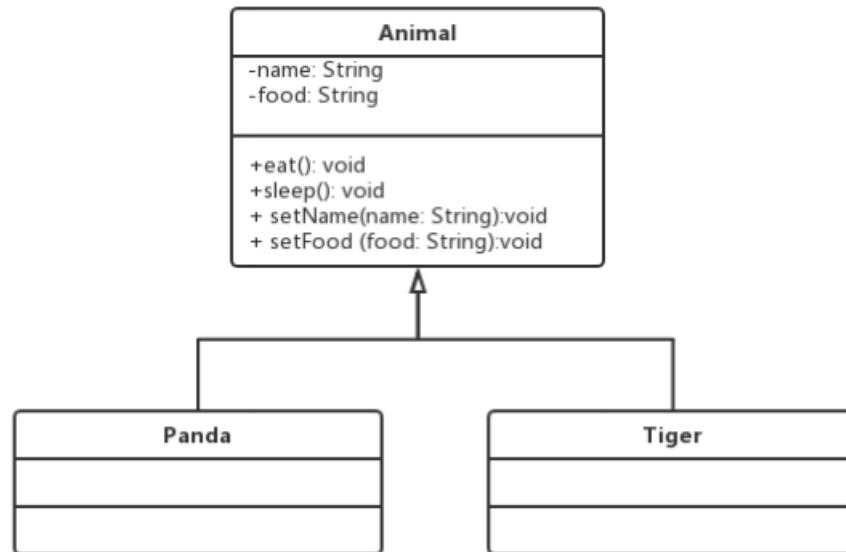 Animal
-name: String
-food: String
+eat(): void
+sleep(): void
+ setName(name: String):void
+ setFood (food: String):void
Panda
Tiger